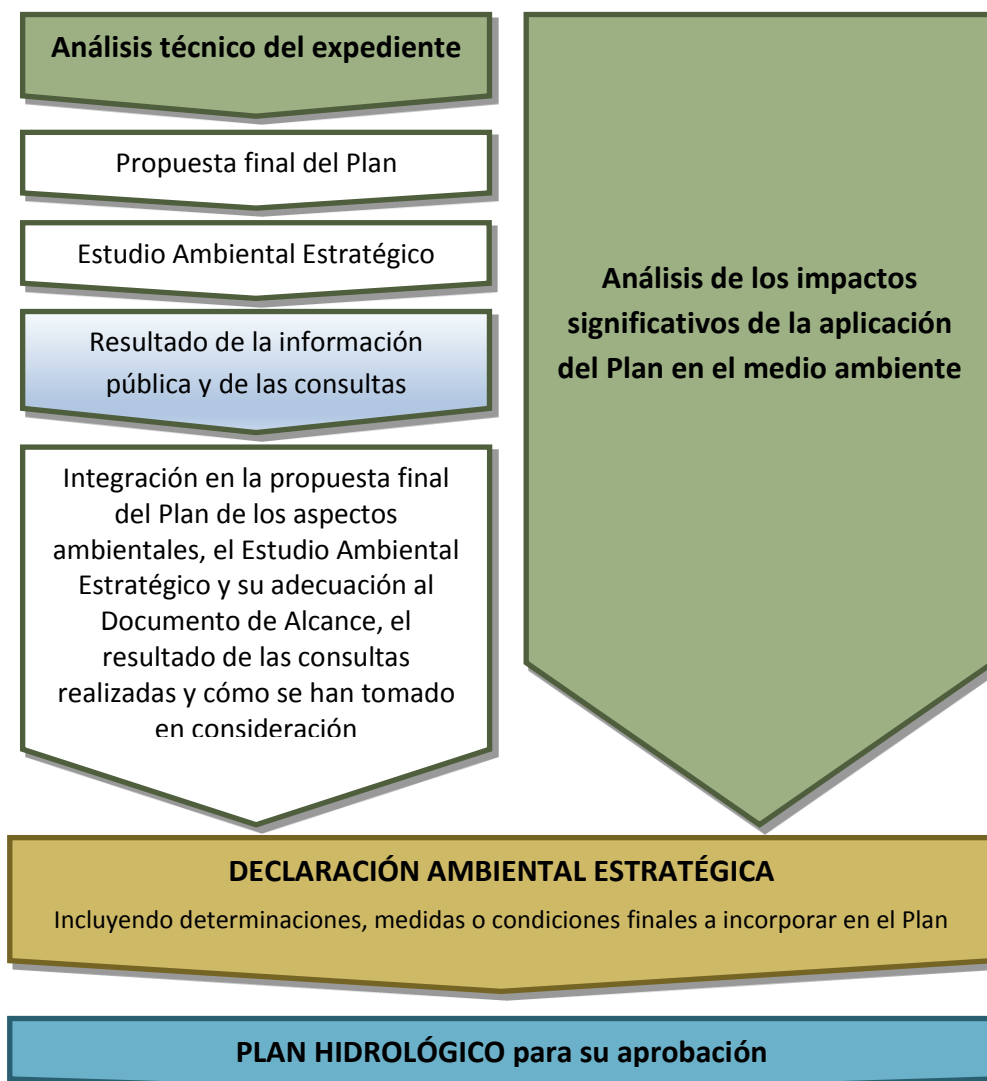 Análisis técnico del expediente
Propuesta final del Plan
Estudio Ambiental Estratégico
Resultado de la información
pública y de las consultas
Integración en la propuesta final
del Plan de los aspectos
ambientales, el Estudio Ambiental
Estratégico y su adecuación al
Documento de Alcance, el
resultado de las consultas
realizadas y cómo se han tomado
en consideración
Análisis de los impactos
significativos de la aplicación
del Plan en el medio ambiente
DECLARACIÓN AMBIENTAL ESTRATÉGICA
Incluyendo determinaciones, medidas o condiciones finales a incorporar en el Plan
PLAN HIDROLÓGICO para su aprobación